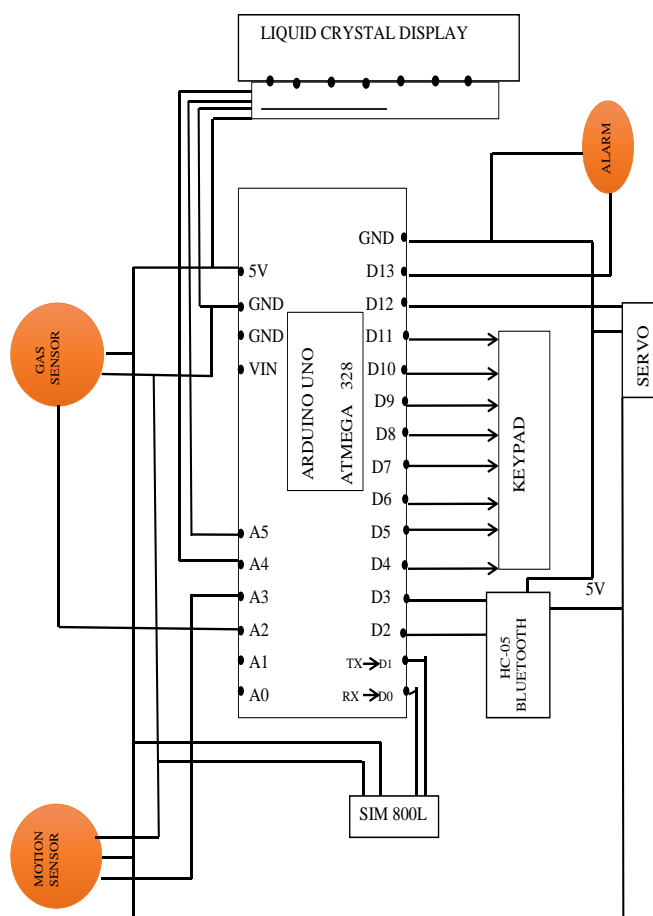 LIQUID CRYSTAL DISPLAY
ALARM
GND
5V
D13
GND
D12
GND
D11
VIN
D10
D9
D8
D7
D6
A5
D5
A4
D4
A3
D3
A2
D2
A1
TX D1
A0
RX D0
ARDUINO UNO
ATMEGA 328
GAS
SENSOR
SERVO
KEYPAD
5V
HC-05
BLUETOOTH
SIM 800L
MOTION
SENSOR